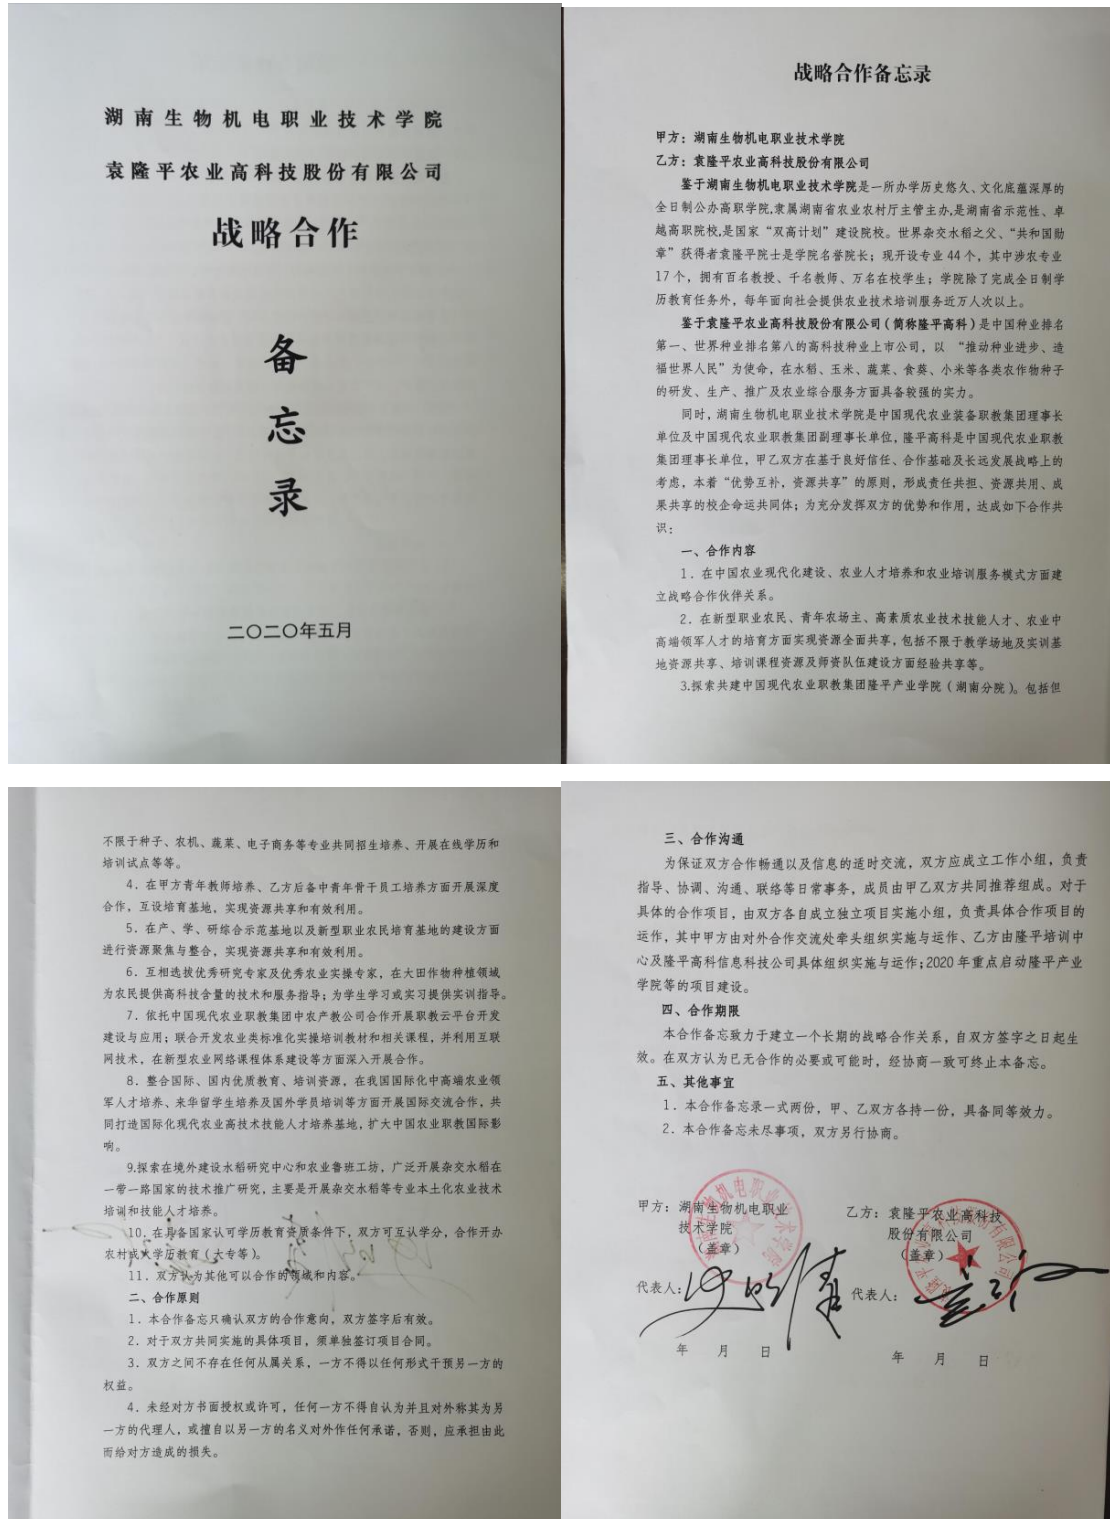 湖南生物机电职业技术学院
袁隆平农业高科技股份有限公司
战略合作
备
忘
录
二〇二〇年五月
战略合作备忘录
甲方：湖南生物机电职业技术学院
乙方：袁隆平农业高科技股份有限公司
鉴于湖南生物机电职业技术学院是一所办学历史悠久、文化底蕴深厚的
全日制公办高职学院,隶属湖南省农业农村厅主管主办,是湖南省示范性、卓
越高职院校,是国家“双高计划”建设院校。世界杂交水稻之父、“共和国勋
章”获得者袁隆平院士是学院名誉院长；现开设专业44个，其中涉农专业
17个，拥有百名教授、千名教师、万名在校学生；学院除了完成全日制学
历教育任务外，每年面向社会提供农业技术培训服务近万人次以上。
鉴于袁隆平农业高科技股份有限公司(简称隆平高科)是中国种业排名
第一、世界种业排名第八的高科技种业上市公司，以 “推动种业进步、造
福世界人民”为使命，在水稻、玉米、蔬菜、食葵、小米等各类农作物种子
的研发、生产、推广及农业综合服务方面具备较强的实力。
同时，湖南生物机电职业技术学院是中国现代农业装备职教集团理事长
单位及中国现代农业职教集团副理事长单位，隆平高科是中国现代农业职教
集团理事长单位，甲乙双方在基于良好信任、合作基础及长远发展战略上的
考虑，本着“优势互补，资源共享”的原则，形成责任共担、资源共用、成
果共享的校企命运共同体；为充分发挥双方的优势和作用，达成如下合作共
识：
一、合作内容
1．在中国农业现代化建设、农业人才培养和农业培训服务模式方面建
立战略合作伙伴关系。
2．在新型职业农民、青年农场主、高素质农业技术技能人才、农业中
高端领军人才的培育方面实现资源全面共享，包括不限于教学场地及实训基
地资源共享、培训课程资源及师资队伍建设方面经验共享等。
3.探索共建中国现代农业职教集团隆平产业学院（湖南分院）。包括但
不限于种子、农机、蔬菜、电子商务等专业共同招生培养、开展在线学历和
培训试点等等。
4．在甲方青年教师培养、乙方后备中青年骨干员工培养方面开展深度
合作，互设培育基地，实现资源共享和有效利用。
5．在产、学、研综合示范基地以及新型职业农民培育基地的建设方面
进行资源聚集与整合，实现资源共享和有效利用。
6．互相选拔优秀研究专家及优秀农业实操专家，在大田作物种植领域
为农民提供高科技含量的技术和服务指导；为学生学习或实习提供实训指导。
7．依托中国现代农业职教集团中农产教公司合作开展职教云平台开发
建设与应用；联合开发农业类标准化实操培训教材和相关课程，并利用互联
网技术，在新型农业网络课程体系建设等方面深入开展合作。
8．整合国际、国内优质教育、培训资源，在我国国际化中高端农业领
军人才培养、来华留学生培养及国外学员培训等方面开展国际交流合作，共
同打造国际化现代农业高技术技能人才培养基地，扩大中国农业职教国际影
响。
9.探索在境外建设水稻研究中心和农业鲁班工坊，广泛开展杂交水稻在
一带一路国家的技术推广研究，主要是开展杂交水稻等专业本土化农业技术
培训和技能人才培养。
10．在具备国家认可学历教育资质条件下，双方可互认学分，合作开办
农村成人学历教育（大专等）。
11．双方认为其他可以合作的领域和内容。
二、合作原则
1．本合作备忘只确认双方的合作意向，双方签字后有效。
2．对于双方共同实施的具体项目，须单独签订项目合同。
3．双方之间不存在任何从属关系，一方不得以任何形式干预另一方的
权益。
4．未经对方书面授权或许可，任何一方不得自认为并且对外称其为另
一方的代理人，或擅自以另一方的名义对外作任何承诺，否则，应承担由此
而给对方造成的损失。
三、合作沟通
为保证双方合作畅通以及信息的适时交流，双方应成立工作小组，负责
指导、协调、沟通、联络等日常事务，成员由甲乙双方共同推荐组成。对于
具体的合作项目，由双方各自成立独立项目实施小组，负责具体合作项目的
运作，其中甲方由对外合作交流处牵头组织实施与运作、乙方由隆平培训中
心及隆平高科信息科技公司具体组织实施与运作；2020年重点启动隆平产业
学院等的项目建设。
四、合作期限
本合作备忘致力于建立一个长期的战略合作关系，自双方签字之日起生
效。在双方认为已无合作的必要或可能时，经协商一致可终止本备忘。
五、其他事宜
1．本合作备忘录一式两份，甲、乙双方各持一份，具备同等效力。
2．本合作备忘未尽事项，双方另行协商。
甲方：湖南生物机电职业
技术学院
（盖章）
代表人：
年 月 日
乙方：袁隆平农业高科技
股份有限公司
（盖章）
代表人：
年 月 日